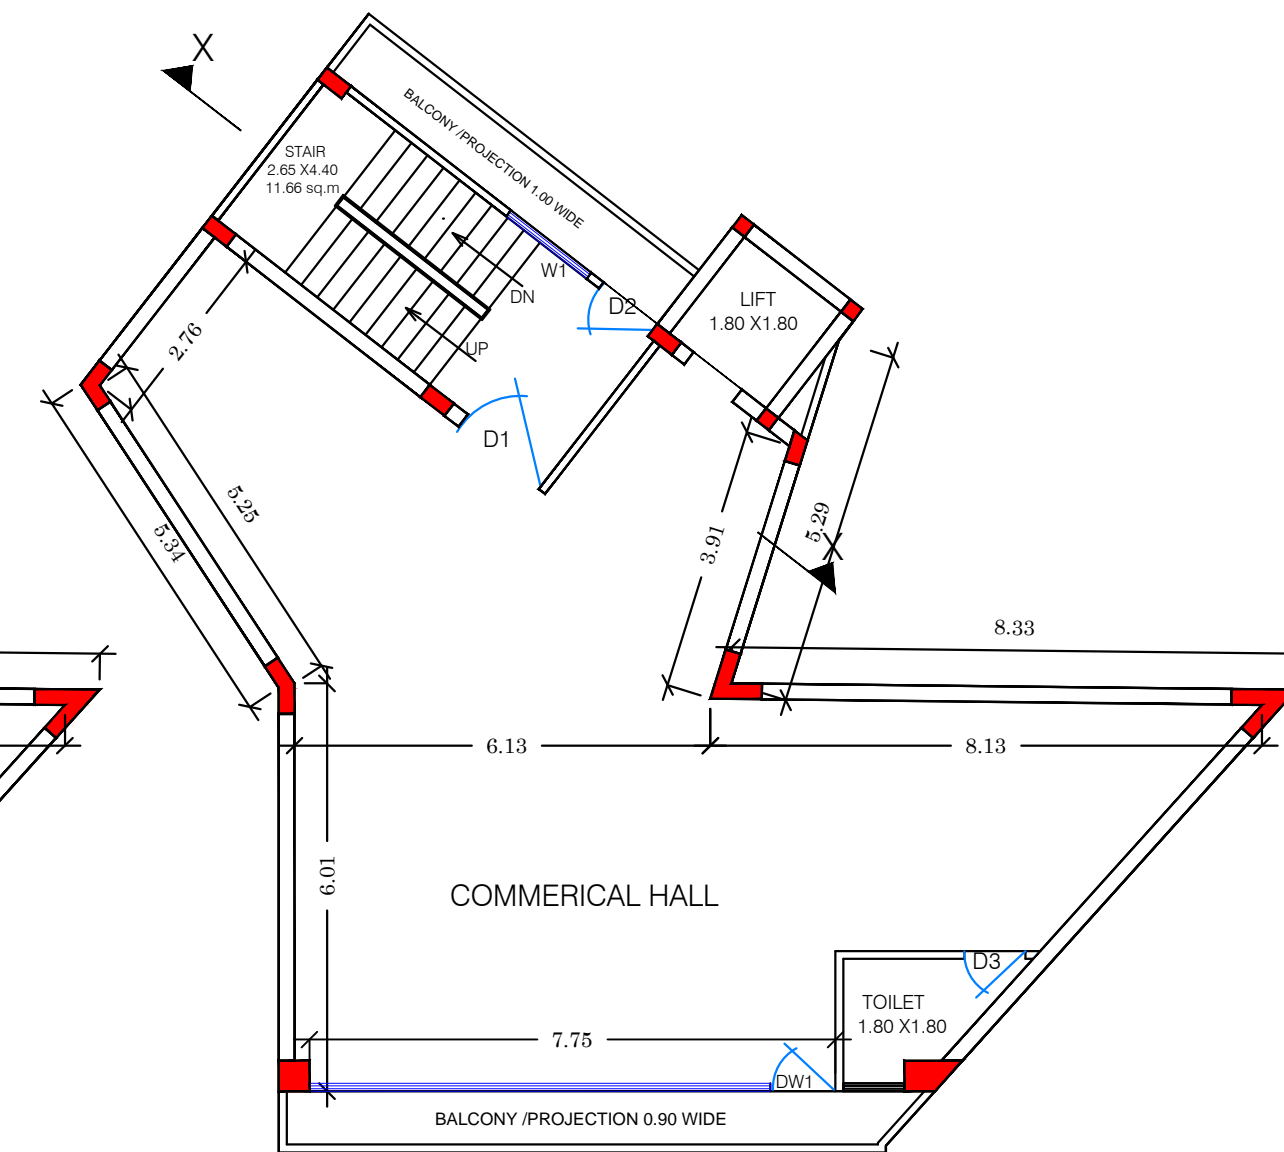 X
BALCONY /PROJECTION 1.00 WIDE
STAIR
2.65 X4.40
11.66 sq.m
W1
DN
D2
LIFT
1.80 X1.80
UP
2.76
D1
5.25
5.34
3.91
5.29
X
8.33
6.13
8.13
6.01
COMMERICAL HALL
D3
TOILET
1.80 X1.80
7.75
DW1
BALCONY /PROJECTION 0.90 WIDE